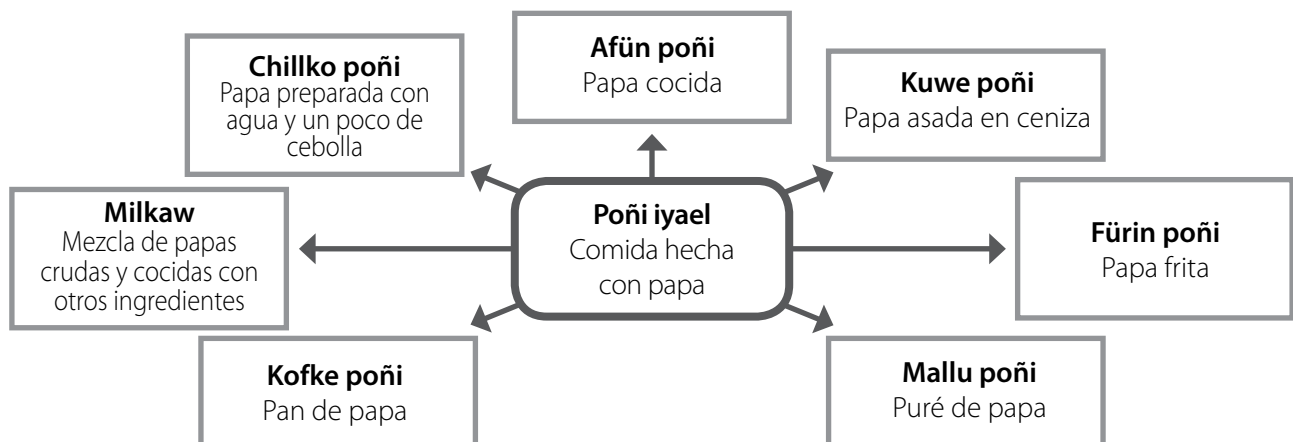 Afün poñi
Papa cocida
Chillko poñi
Papa preparada con
agua y un poco de
cebolla
Kuwe poñi
Papa asada en ceniza
Milkaw
Mezcla de papas
crudas y cocidas con
otros ingredientes
Poñi iyael
Comida hecha
con papa
Fürin poñi
Papa frita
Kofke poñi
Pan de papa
Mallu poñi
Puré de papa